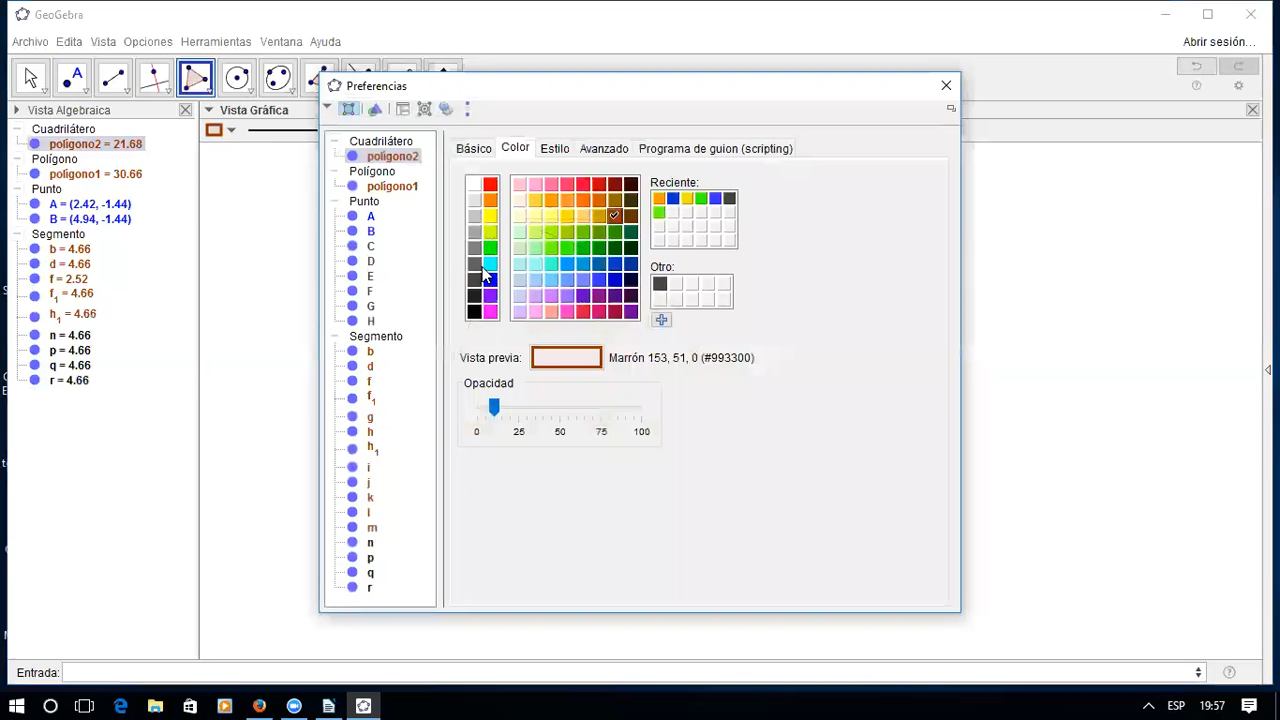 GeoGebra
Archivo Edita Vista Opciones Herramientas Ventana Ayuda
Abrir sesión...
Vista Algebraica
Cuadrilátero
polígono2 = 21.68
Polígono
polígono1 = 30.66
Punto
A = (2.42, -1.44)
B = (4.94, -1.44)
Segmento
b = 4.66
d = 4.66
f = 2.52
f1 = 4.66
h1 = 4.66
n = 4.66
p = 4.66
q = 4.66
r = 4.66
Vista Gráfica
Preferencias
Cuadrilátero
polígono2
Polígono
polígono1
Punto
A
B
C
D
E
F
G
H
Segmento
b
d
f
f1
g
h
h1
i
j
k
l
m
n
p
q
r
Básico Color Estilo Avanzado Programa de guion (scripting)
Reciente:
Otro:
Vista previa: Marrón 153, 51, 0 (#993300)
Opacidad
0 25 50 75 100
Entrada:
ESP 19:57